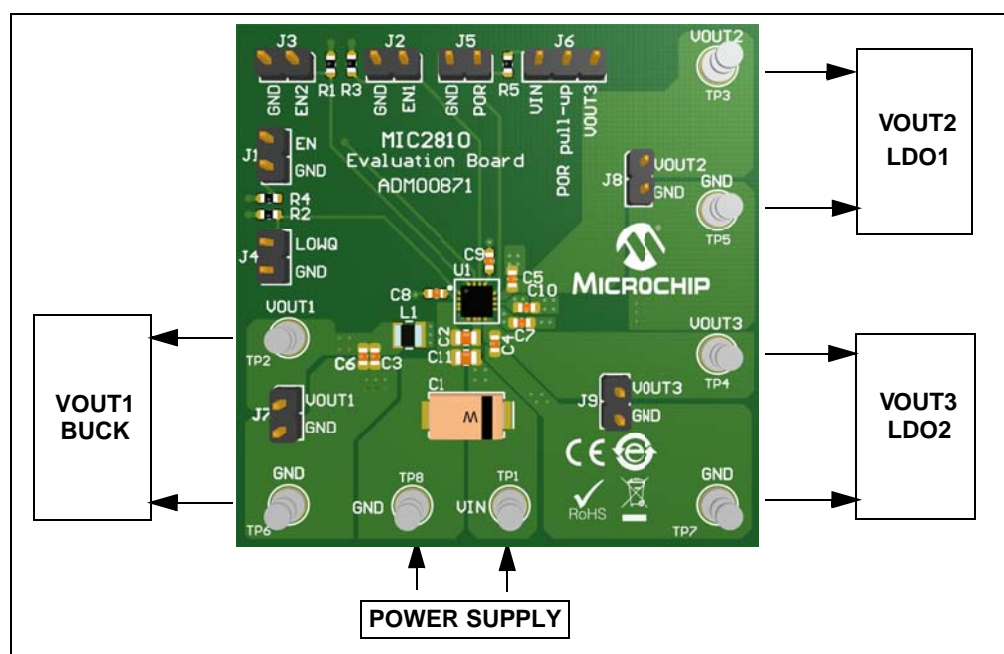 J3
J2
J5
J6
VOUT2
GND
EN2
R1
R3
GND
EN1
GND
POR
R5
VIN
POR pull-up
VOUT3
TP3
VOUT2
LDO1
J1
EN
GND
MIC2810
Evaluation Board
ADM00871
J8
VOUT2
GND
GND
TP5
R4
R2
J4
LOWQ
GND
C9
U1
C5
C10
C8
C7
MICROCHIP
VOUT1
TP2
L1
C2
C11
C4
C6
C3
VOUT3
TP4
VOUT1
BUCK
J7
VOUT1
GND
C1
W
J9
VOUT3
GND
VOUT3
LDO2
CE
e
GND
TP6
GND
TP8
VIN
TP1
RoHS
GND
TP7
POWER SUPPLY